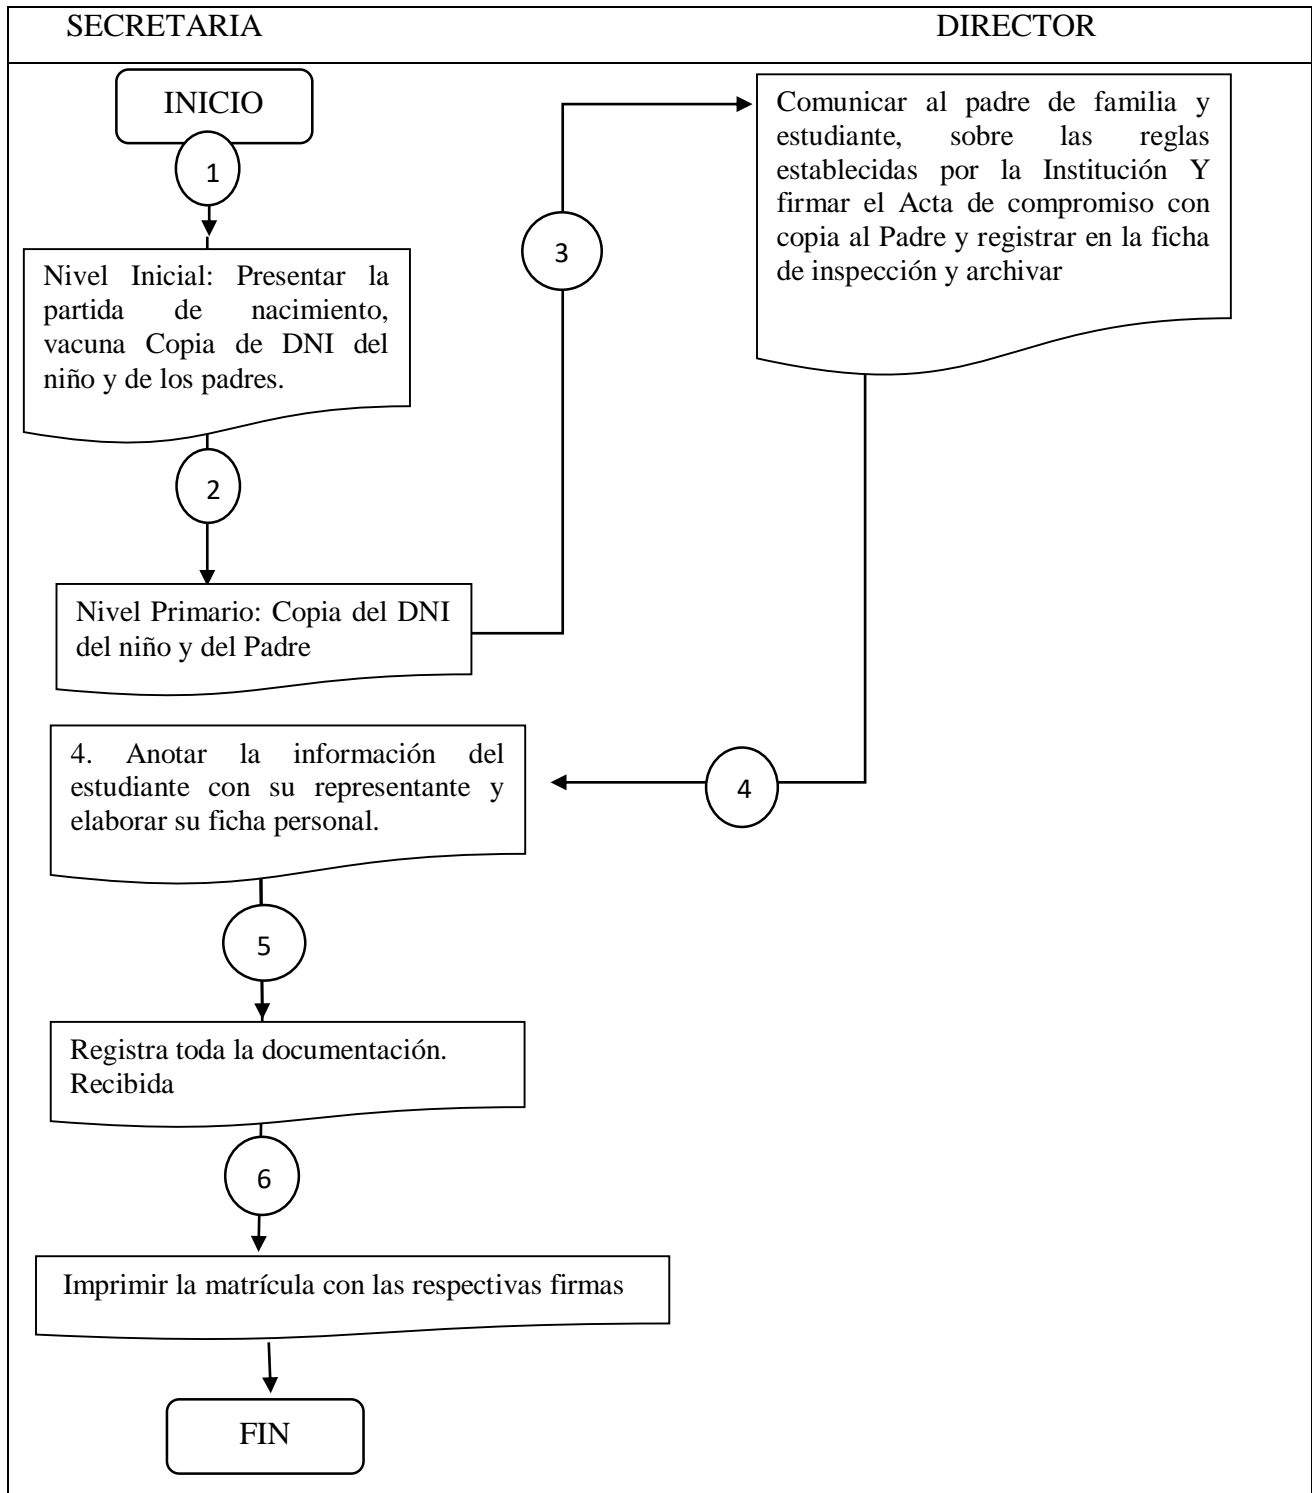 SECRETARIA DIRECTOR
INICIO
1
Nivel Inicial: Presentar la
partida de nacimiento,
vacuna Copia de DNI del
niño y de los padres.
2
Nivel Primario: Copia del DNI
del niño y del Padre
3
Comunicar al padre de familia y
estudiante, sobre las reglas
establecidas por la Institución Y
firmar el Acta de compromiso con
copia al Padre y registrar en la ficha
de inspección y archivar
4
4. Anotar la información del
estudiante con su representante y
elaborar su ficha personal.
5
Registra toda la documentación.
Recibida
6
Imprimir la matrícula con las respectivas firmas
FIN